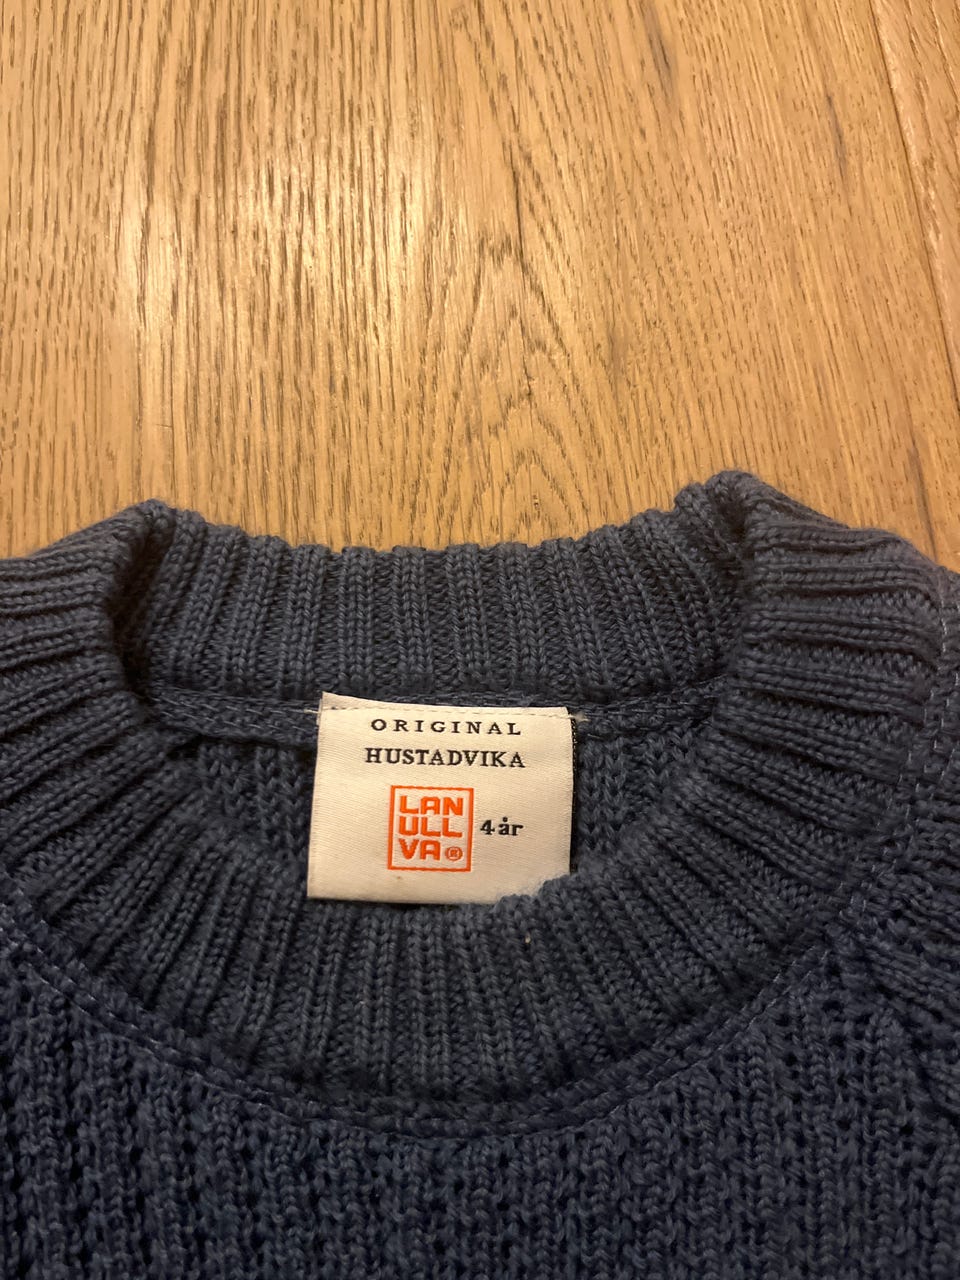 ORIGINAL
HUSTADVIKA
LAN
ULL
VA®
4 år